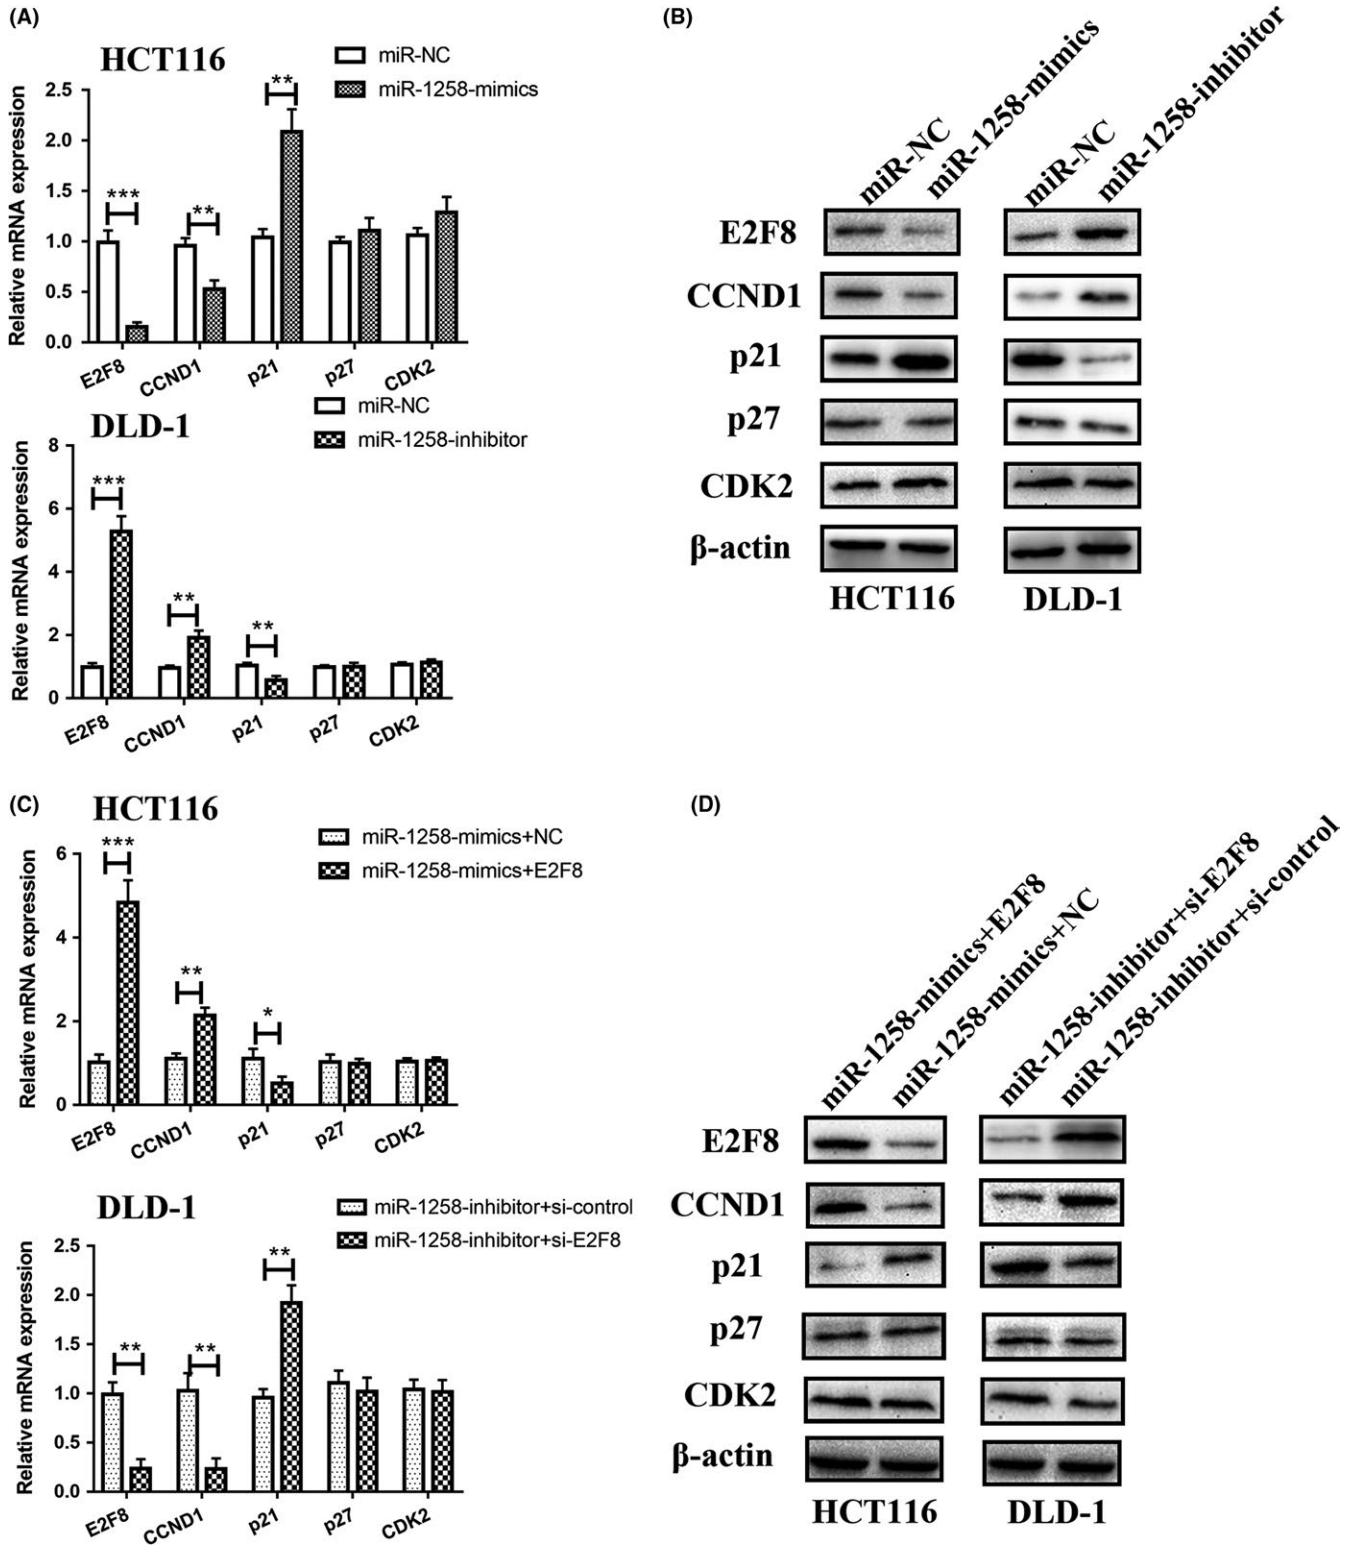 (A)
HCT116
miR-NC
miR-1258-mimics
Relative mRNA expression
2.5
2.0
1.5
1.0
0.5
0.0
***
**
**
E2F8
CCND1
p21
p27
CDK2
DLD-1
miR-NC
miR-1258-inhibitor
Relative mRNA expression
8
6
4
2
0
***
**
**
E2F8
CCND1
p21
p27
CDK2
(B)
miR-NC
miR-1258-mimics
miR-NC
miR-1258-inhibitor
E2F8
CCND1
p21
p27
CDK2
β-actin
HCT116
DLD-1
(C)
HCT116
miR-1258-mimics+NC
miR-1258-mimics+E2F8
Relative mRNA expression
6
4
2
0
***
**
*
E2F8
CCND1
p21
p27
CDK2
DLD-1
miR-1258-inhibitor+si-control
miR-1258-inhibitor+si-E2F8
Relative mRNA expression
2.5
2.0
1.5
1.0
0.5
0.0
**
**
**
E2F8
CCND1
p21
p27
CDK2
(D)
miR-1258-mimics+E2F8
miR-1258-mimics+NC
miR-1258-inhibitor+si-E2F8
miR-1258-inhibitor+si-control
E2F8
CCND1
p21
p27
CDK2
β-actin
HCT116
DLD-1